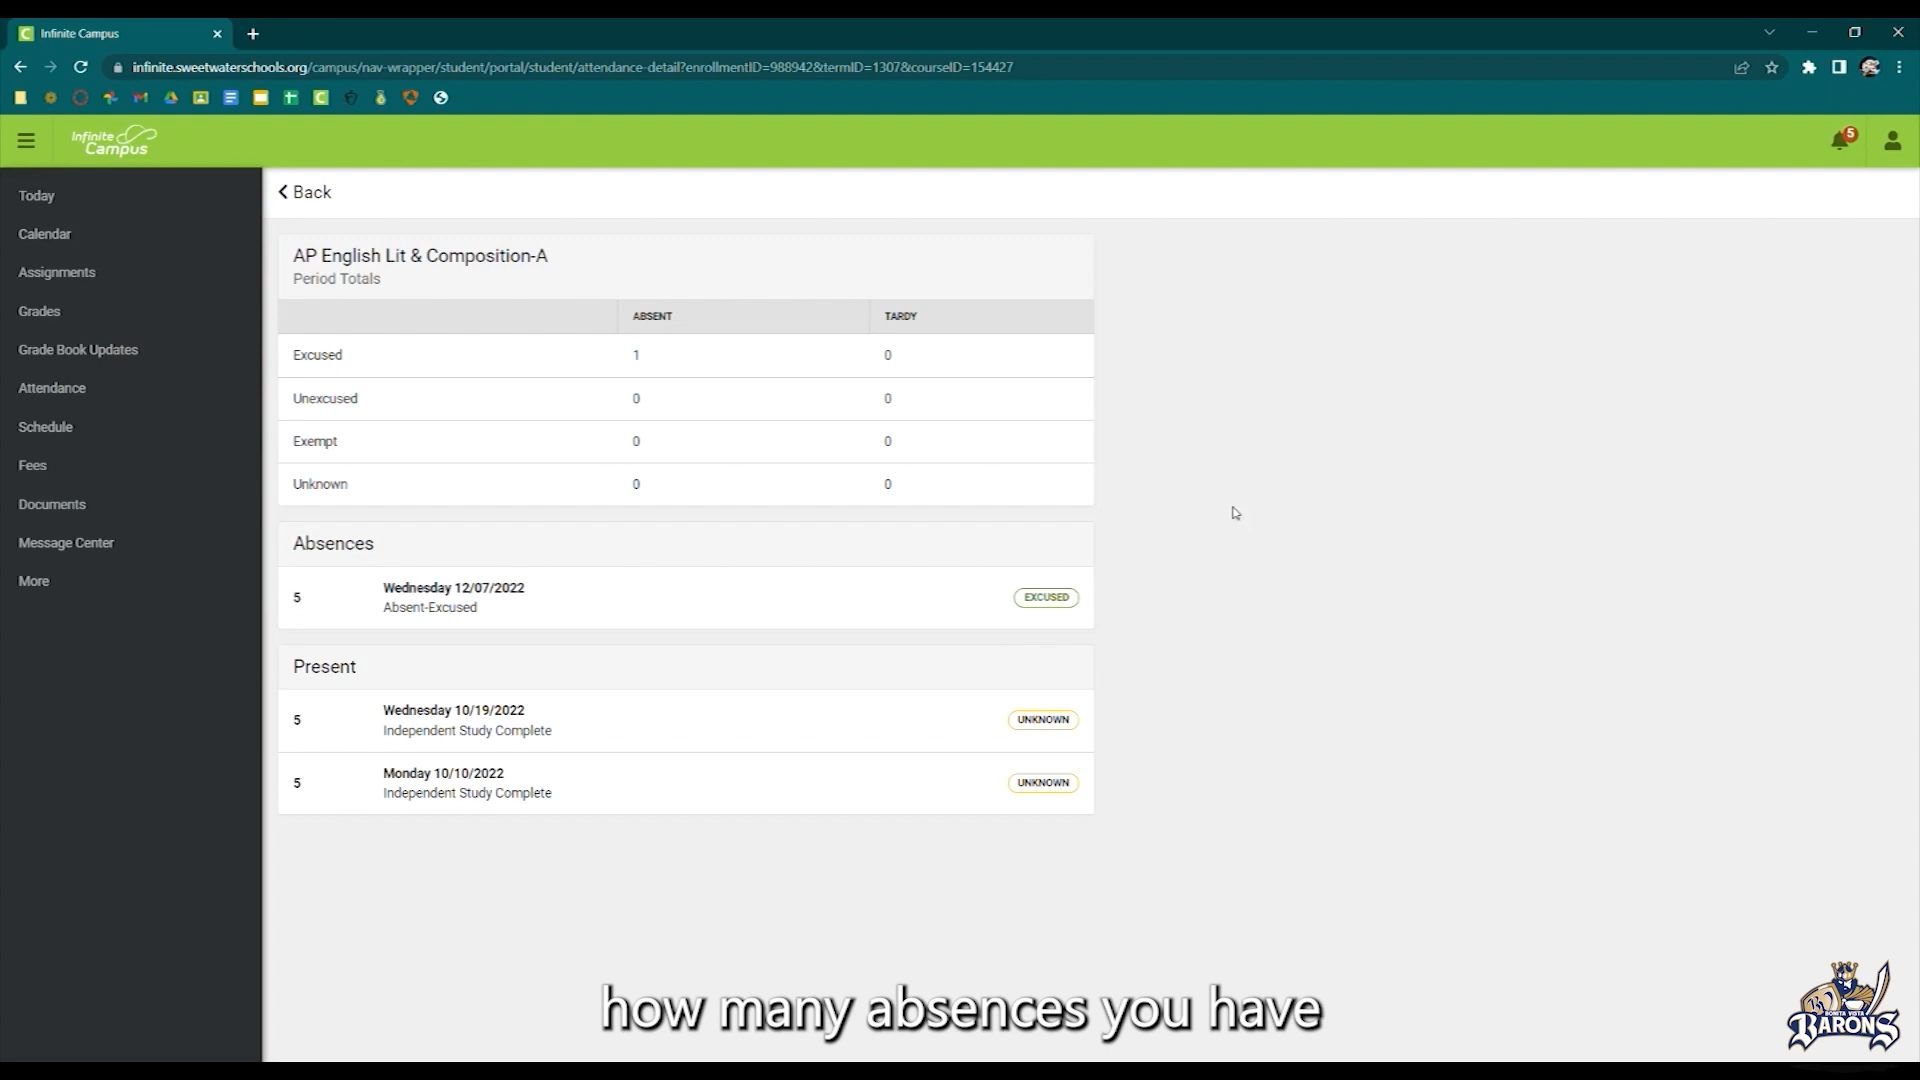 Infinite Campus
infinite.sweetwaterschools.org/campus/nav-wrapper/student/portal/student/attendance-detail?enrollmentID=988942&termID=1307&courseID=154427
Infinite
Campus
5
Today
Calendar
Assignments
Grades
Grade Book Updates
Attendance
Schedule
Fees
Documents
Message Center
More
Back
AP English Lit & Composition-A
Period Totals
ABSENT TARDY
Excused 1 0
Unexcused 0 0
Exempt 0 0
Unknown 0 0
Absences
5 Wednesday 12/07/2022 EXCUSED
Absent-Excused
Present
5 Wednesday 10/19/2022 UNKNOWN
Independent Study Complete
5 Monday 10/10/2022 UNKNOWN
Independent Study Complete
how many absences you have
BONITA VISTA
BARONS